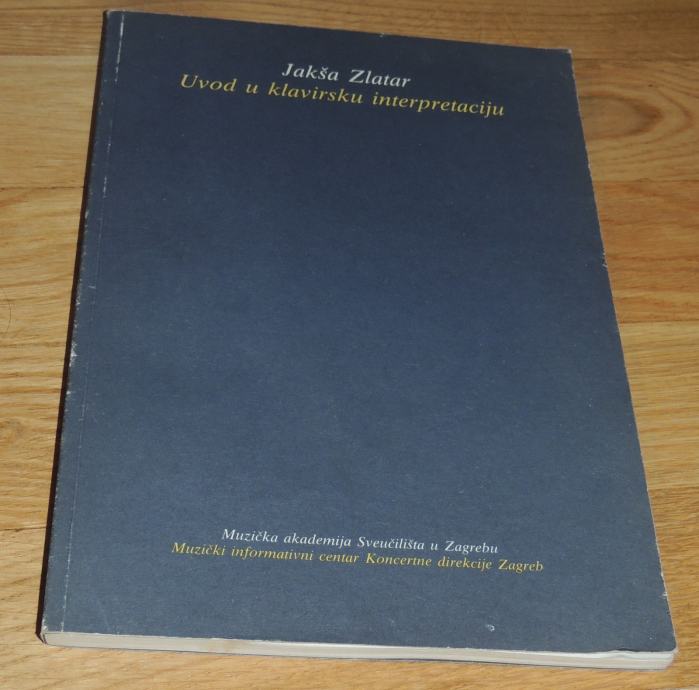 Jakša Zlatar
Uvod u klavirsku interpretaciju
Muzička akademija Sveučilišta u Zagrebu
Muzički informativni centar Koncertne direkcije Zagreb